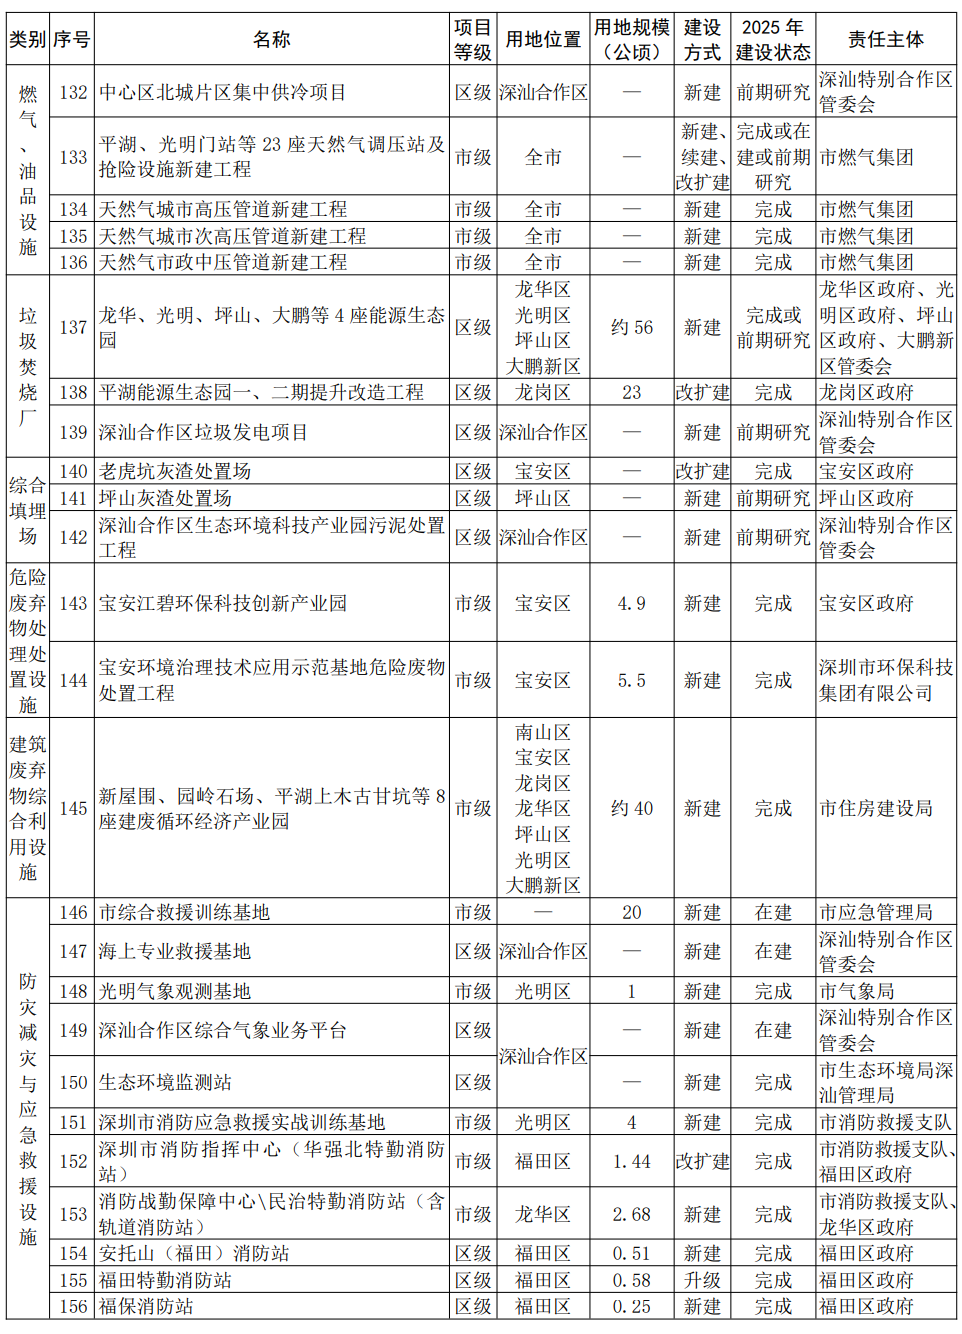 类别 序号 名称 项目等级 用地位置 用地规模（公顷） 建设方式 2025年建设状态 责任主体
燃气、油品设施
132 中心区北城片区集中供冷项目 区级 深汕合作区 — 新建 前期研究 深汕特别合作区管委会
133 平湖、光明门站等23座天然气调压站及抢险设施新建工程 市级 全市 — 新建、续建、改扩建 完成或在建或前期研究 市燃气集团
134 天然气城市高压管道新建工程 市级 全市 — 新建 完成 市燃气集团
135 天然气城市次高压管道新建工程 市级 全市 — 新建 完成 市燃气集团
136 天然气市政中压管道新建工程 市级 全市 — 新建 完成 市燃气集团
垃圾焚烧厂
137 龙华、光明、坪山、大鹏等4座能源生态园 区级 龙华区 光明区 坪山区 大鹏新区 约56 新建 完成或前期研究 龙华区政府、光明区政府、坪山区政府、大鹏新区管委会
138 平湖能源生态园一、二期提升改造工程 区级 龙岗区 23 改扩建 完成 龙岗区政府
139 深汕合作区垃圾发电项目 区级 深汕合作区 — 新建 前期研究 深汕特别合作区管委会
综合填埋场
140 老虎坑灰渣处置场 区级 宝安区 — 改扩建 完成 宝安区政府
141 坪山灰渣处置场 区级 坪山区 — 新建 前期研究 坪山区政府
142 深汕合作区生态环境科技产业园污泥处置工程 区级 深汕合作区 — 新建 前期研究 深汕特别合作区管委会
危险废弃物处理处置设施
143 宝安江碧环保科技创新产业园 市级 宝安区 4.9 新建 完成 宝安区政府
144 宝安环境治理技术应用示范基地危险废物处置工程 市级 宝安区 5.5 新建 完成 深圳市环保科技集团有限公司
建筑废弃物综合利用设施
145 新屋围、园岭石场、平湖上木古甘坑等8座建废循环经济产业园 市级 南山区 宝安区 龙岗区 龙华区 坪山区 光明区 大鹏新区 约40 新建 完成 市住房建设局
防灾减灾与应急救援设施
146 市综合救援训练基地 市级 — 20 新建 在建 市应急管理局
147 海上专业救援基地 区级 深汕合作区 — 新建 在建 深汕特别合作区管委会
148 光明气象观测基地 市级 光明区 1 新建 完成 市气象局
149 深汕合作区综合气象业务平台 区级 深汕合作区 — 新建 在建 深汕特别合作区管委会
150 生态环境监测站 区级 — 新建 完成 市生态环境局深汕管理局
151 深圳市消防应急救援实战训练基地 市级 光明区 4 新建 完成 市消防救援支队
152 深圳市消防指挥中心（华强北特勤消防站） 市级 福田区 1.44 改扩建 完成 市消防救援支队、福田区政府
153 消防战勤保障中心\民治特勤消防站（含轨道消防站） 市级 龙华区 2.68 新建 完成 市消防救援支队、龙华区政府
154 安托山（福田）消防站 区级 福田区 0.51 新建 完成 福田区政府
155 福田特勤消防站 区级 福田区 0.58 升级 完成 福田区政府
156 福保消防站 区级 福田区 0.25 新建 完成 福田区政府